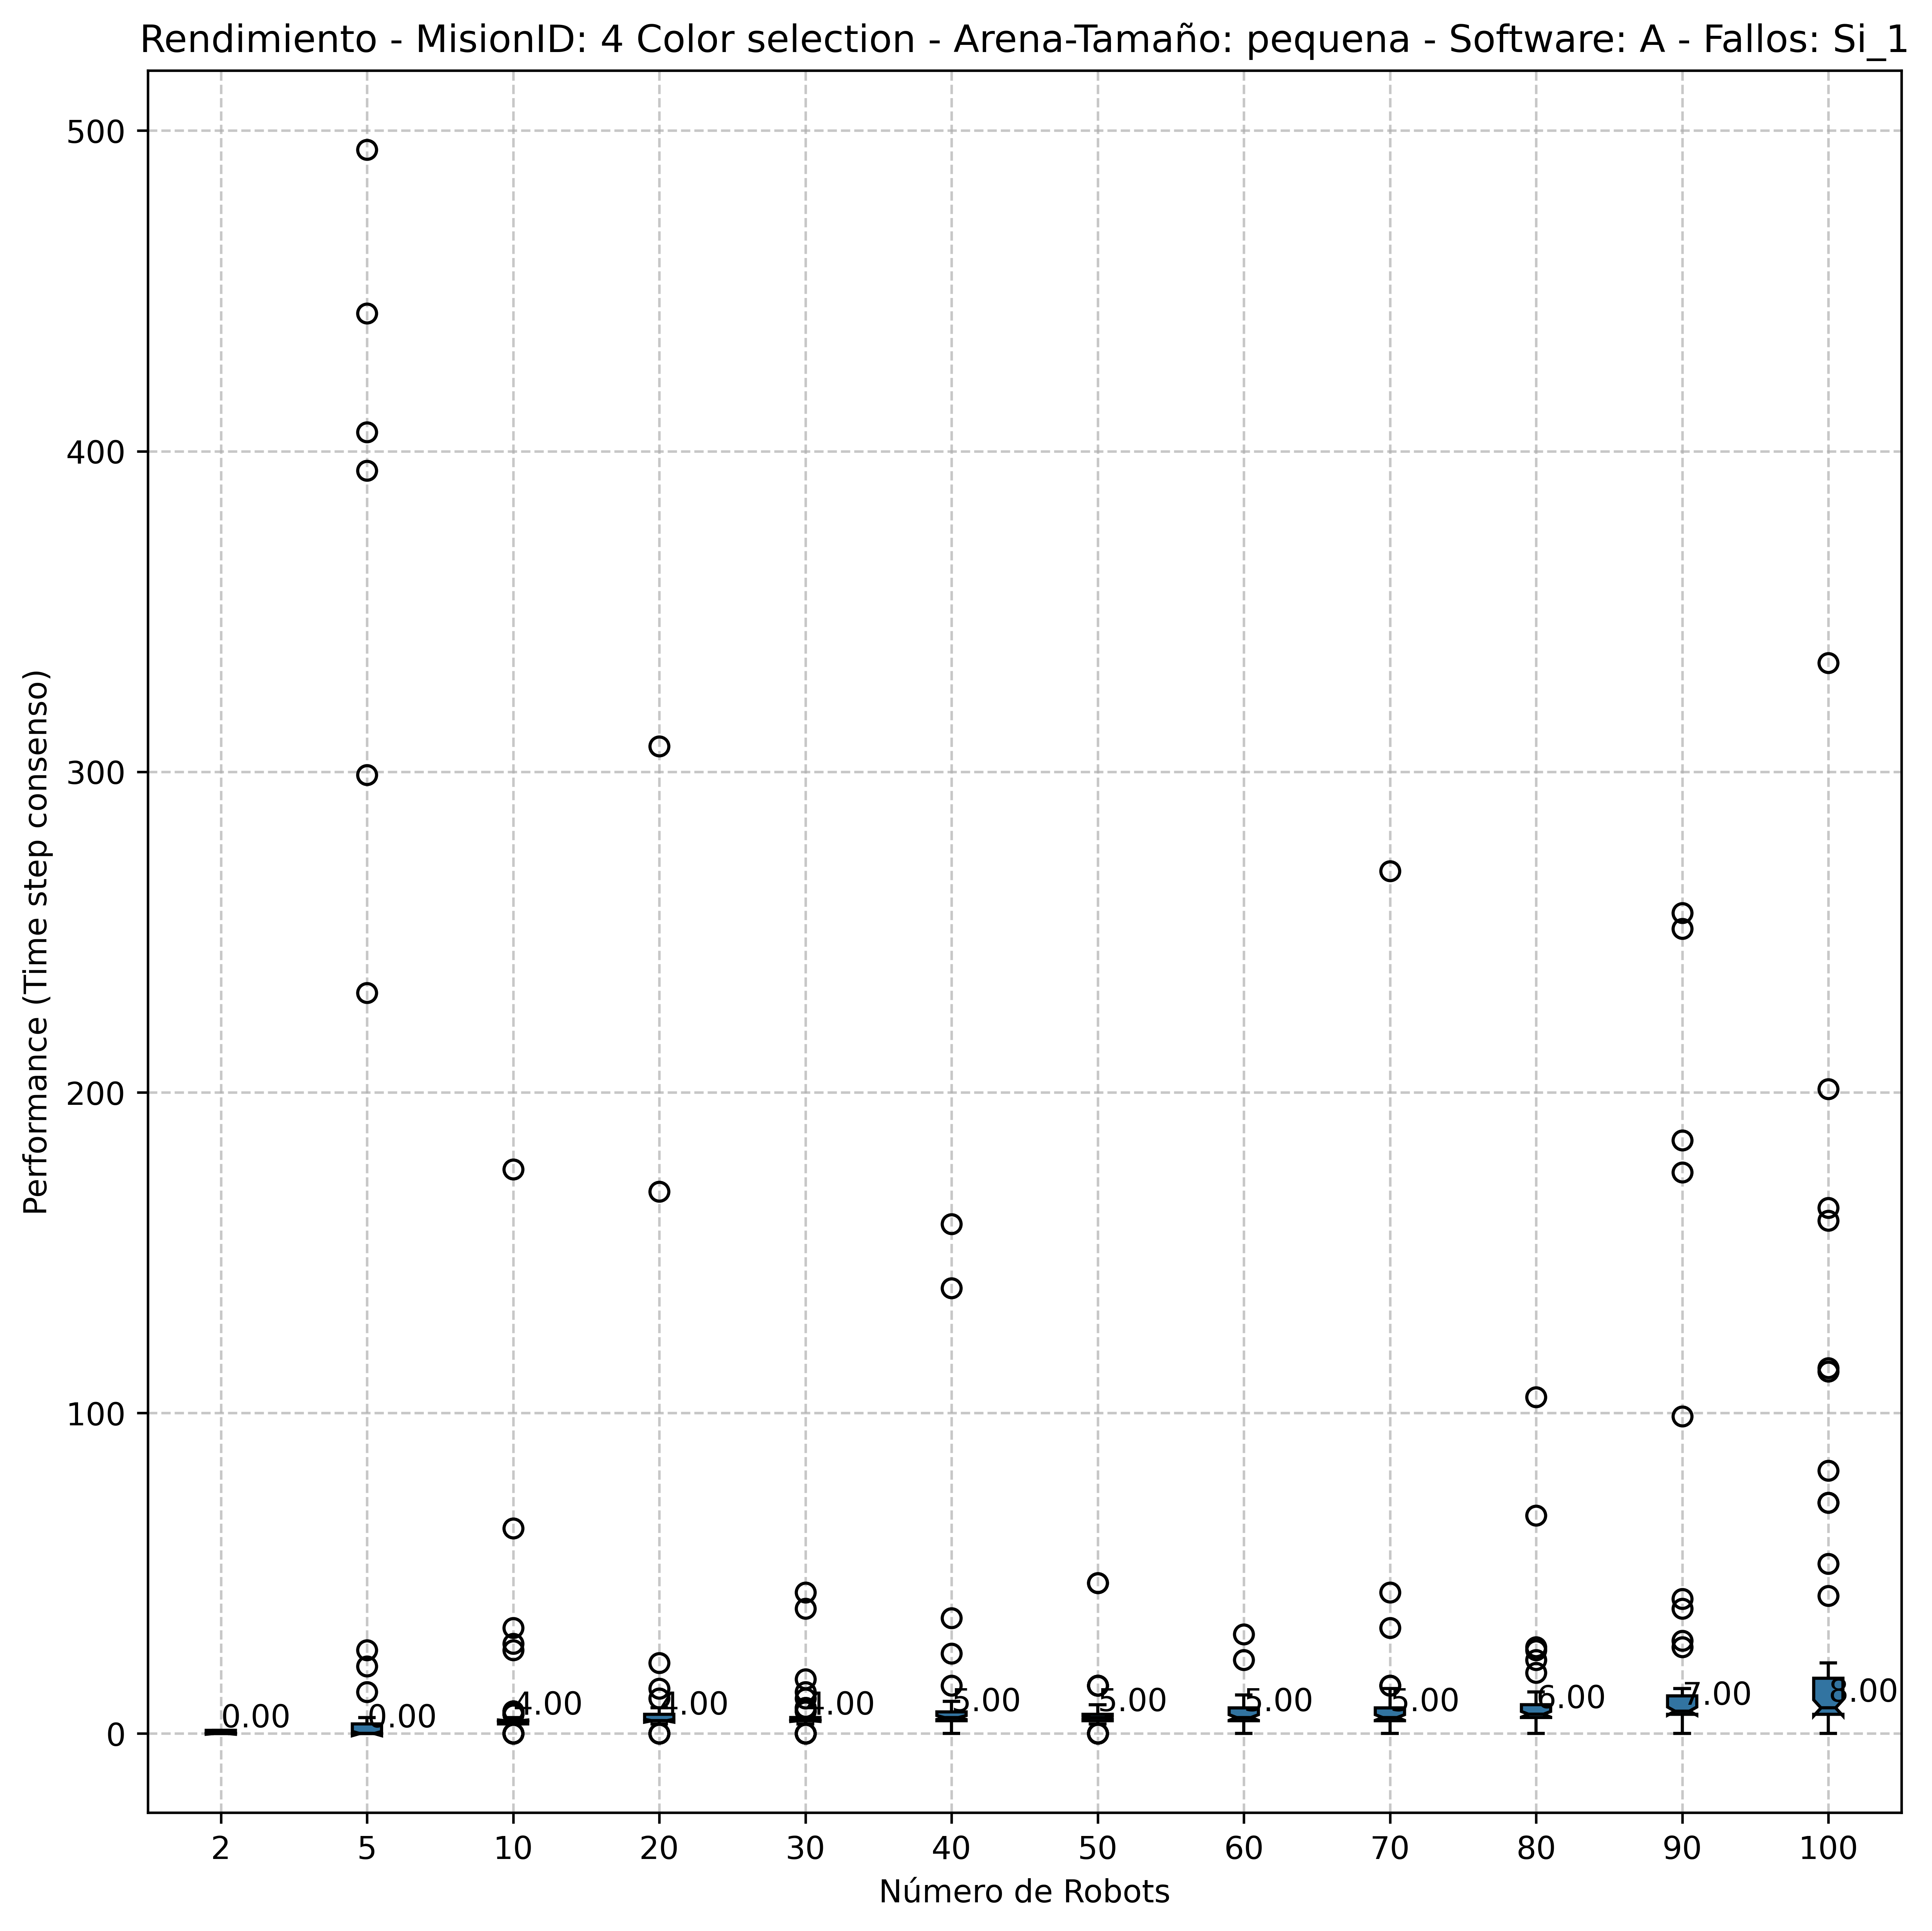 Rendimiento - MisionID: 4 Color selection - Arena-Tamaño: pequena - Software: A - Fallos: Si_1
Performance (Time step consenso)
500
400
300
200
100
0
0.00 0.00 4.00 4.00 4.00 5.00 5.00 5.00 5.00 6.00 7.00 8.00
2 5 10 20 30 40 50 60 70 80 90 100
Número de Robots